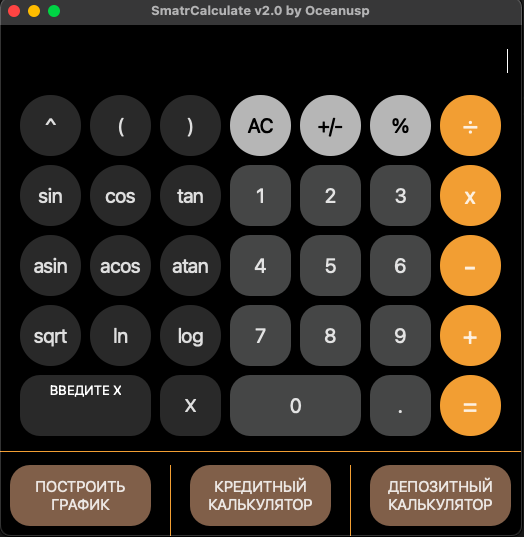 SmatrCalculate v2.0 by Oceanusp
^ ( ) AC +/- % ÷
sin cos tan 1 2 3 x
asin acos atan 4 5 6 -
sqrt ln log 7 8 9 +
ВВЕДИТЕ X X 0 . =
ПОСТРОИТЬ
ГРАФИК
КРЕДИТНЫЙ
КАЛЬКУЛЯТОР
ДЕПОЗИТНЫЙ
КАЛЬКУЛЯТОР